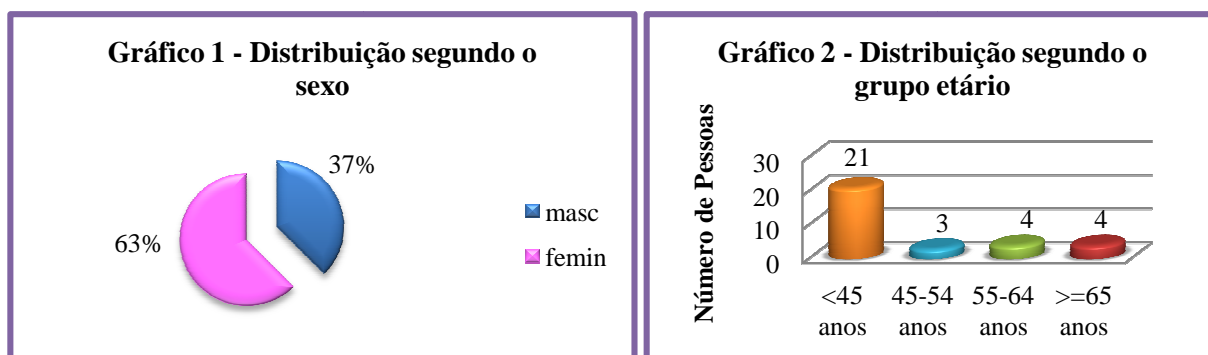 Gráfico 1 - Distribuição segundo o
sexo
37%
63%
masc
femin
Gráfico 2 - Distribuição segundo o
grupo etário
Número de Pessoas
30
20
10
0
21
3
4
4
<45
anos
45-54
anos
55-64
anos
>=65
anos